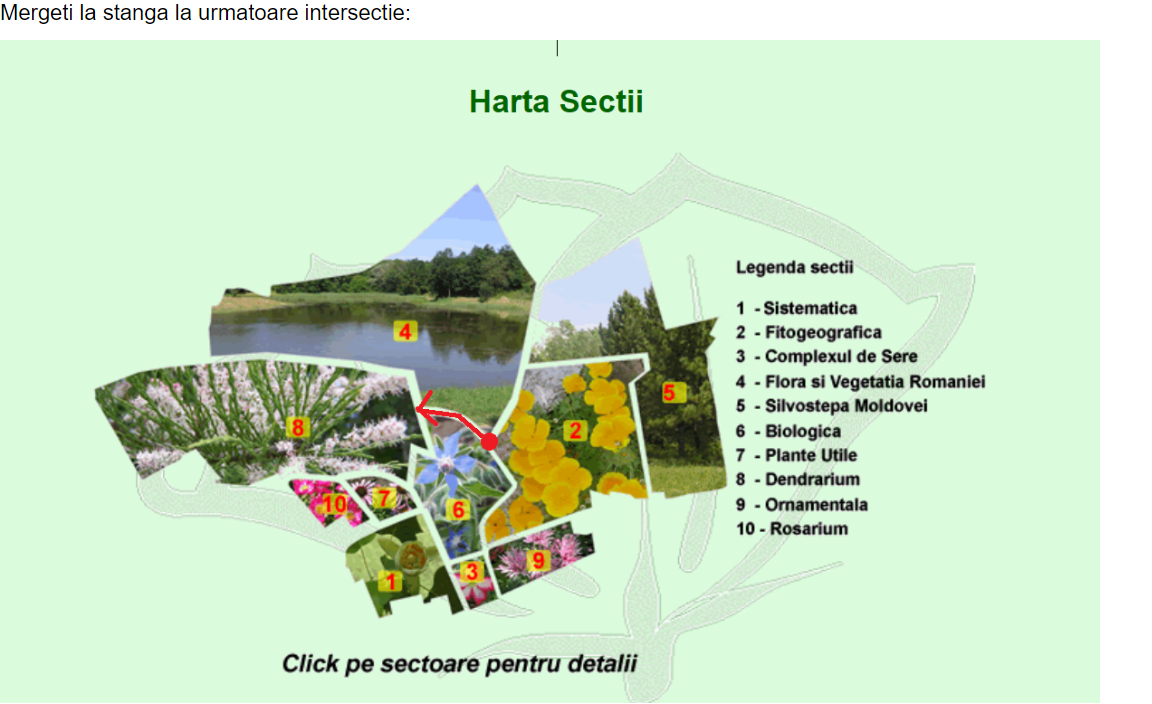 Mergeti la stanga la urmatoare intersectie:
Harta Sectii
4
5
8
2
10
7
6
1
3
9
Legenda sectii
1 - Sistematica
2 - Fitogeografica
3 - Complexul de Sere
4 - Flora si Vegetatia Romaniei
5 - Silvostepa Moldovei
6 - Biologica
7 - Plante Utile
8 - Dendrarium
9 - Ornamentala
10 - Rosarium
Click pe sectoare pentru detalii